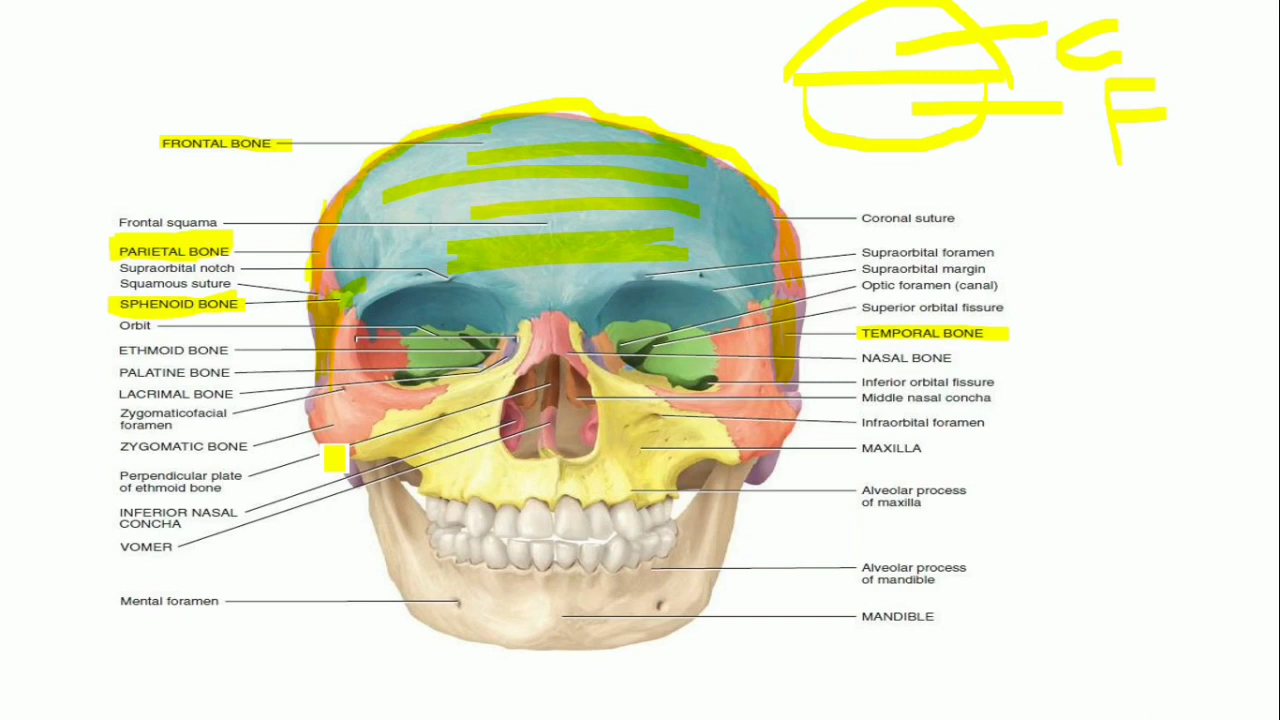 C
F
FRONTAL BONE
Frontal squama
PARIETAL BONE
Supraorbital notch
Squamous suture
SPHENOID BONE
Orbit
ETHMOID BONE
PALATINE BONE
LACRIMAL BONE
Zygomaticofacial
foramen
ZYGOMATIC BONE
Perpendicular plate
of ethmoid bone
INFERIOR NASAL
CONCHA
VOMER
Mental foramen
Coronal suture
Supraorbital foramen
Supraorbital margin
Optic foramen (canal)
Superior orbital fissure
TEMPORAL BONE
NASAL BONE
Inferior orbital fissure
Middle nasal concha
Infraorbital foramen
MAXILLA
Alveolar process
of maxilla
Alveolar process
of mandible
MANDIBLE